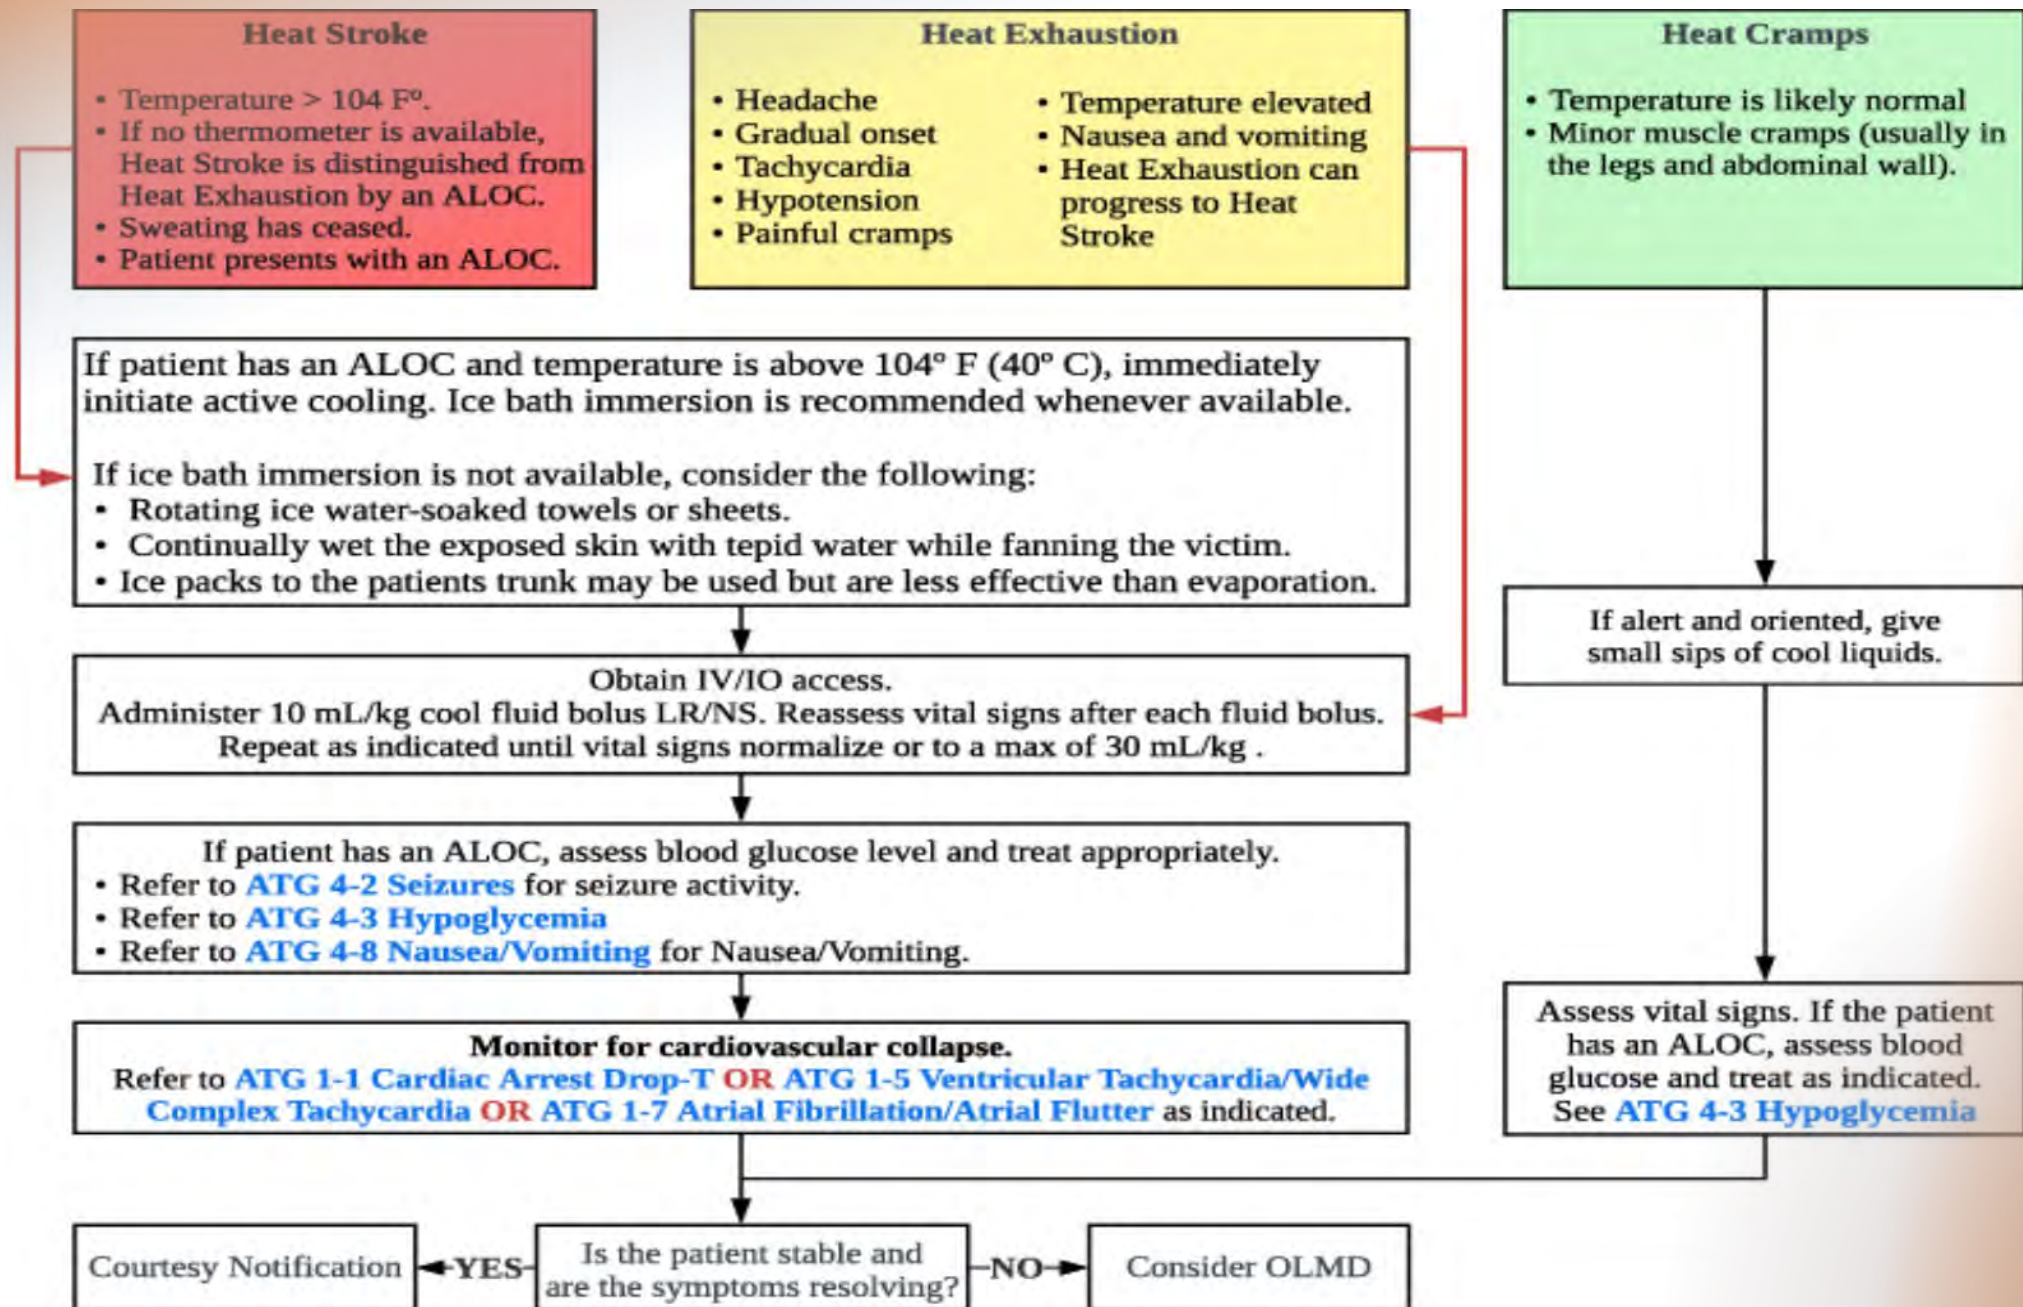 Heat Stroke
• Temperature > 104 Fº.
• If no thermometer is available,
Heat Stroke is distinguished from
Heat Exhaustion by an ALOC.
• Sweating has ceased.
• Patient presents with an ALOC.
Heat Exhaustion
• Headache
• Gradual onset
• Tachycardia
• Hypotension
• Painful cramps
• Temperature elevated
• Nausea and vomiting
• Heat Exhaustion can
progress to Heat
Stroke
Heat Cramps
• Temperature is likely normal
• Minor muscle cramps (usually in
the legs and abdominal wall).
If patient has an ALOC and temperature is above 104º F (40º C), immediately
initiate active cooling. Ice bath immersion is recommended whenever available.
If ice bath immersion is not available, consider the following:
• Rotating ice water-soaked towels or sheets.
• Continually wet the exposed skin with tepid water while fanning the victim.
• Ice packs to the patients trunk may be used but are less effective than evaporation.
Obtain IV/IO access.
Administer 10 mL/kg cool fluid bolus LR/NS. Reassess vital signs after each fluid bolus.
Repeat as indicated until vital signs normalize or to a max of 30 mL/kg .
If patient has an ALOC, assess blood glucose level and treat appropriately.
• Refer to ATG 4-2 Seizures for seizure activity.
• Refer to ATG 4-3 Hypoglycemia
• Refer to ATG 4-8 Nausea/Vomiting for Nausea/Vomiting.
Monitor for cardiovascular collapse.
Refer to ATG 1-1 Cardiac Arrest Drop-T OR ATG 1-5 Ventricular Tachycardia/Wide
Complex Tachycardia OR ATG 1-7 Atrial Fibrillation/Atrial Flutter as indicated.
If alert and oriented, give
small sips of cool liquids.
Assess vital signs. If the patient
has an ALOC, assess blood
glucose and treat as indicated.
See ATG 4-3 Hypoglycemia
Courtesy Notification
YES
Is the patient stable and
are the symptoms resolving?
NO
Consider OLMD